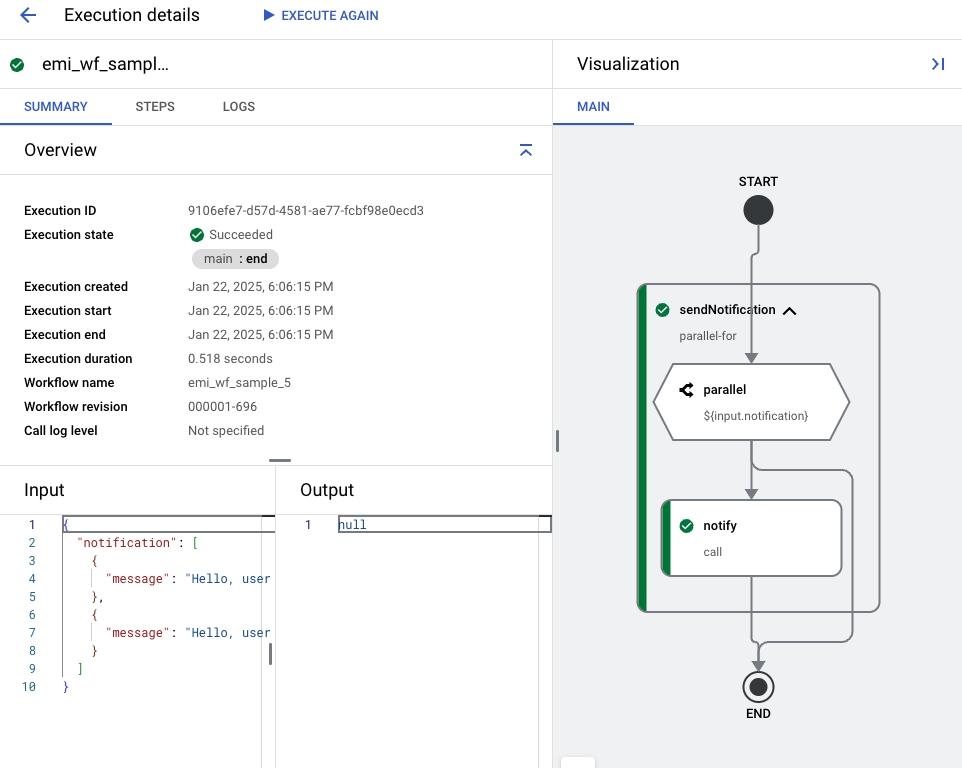 Execution details
EXECUTE AGAIN
emi_wf_sampl...
SUMMARY STEPS LOGS
Overview
Execution ID 9106efe7-d57d-4581-ae77-fcbf98e0ecd3
Execution state Succeeded
main : end
Execution created Jan 22, 2025, 6:06:15 PM
Execution start Jan 22, 2025, 6:06:15 PM
Execution end Jan 22, 2025, 6:06:15 PM
Execution duration 0.518 seconds
Workflow name emi_wf_sample_5
Workflow revision 000001-696
Call log level Not specified
Input
1 {
2 "notification": [
3 {
4 "message": "Hello, user
5 },
6 {
7 "message": "Hello, user
8 }
9 ]
10 }
Output
1 null
Visualization
MAIN
START
sendNotification
parallel-for
parallel
${input.notification}
notify
call
END